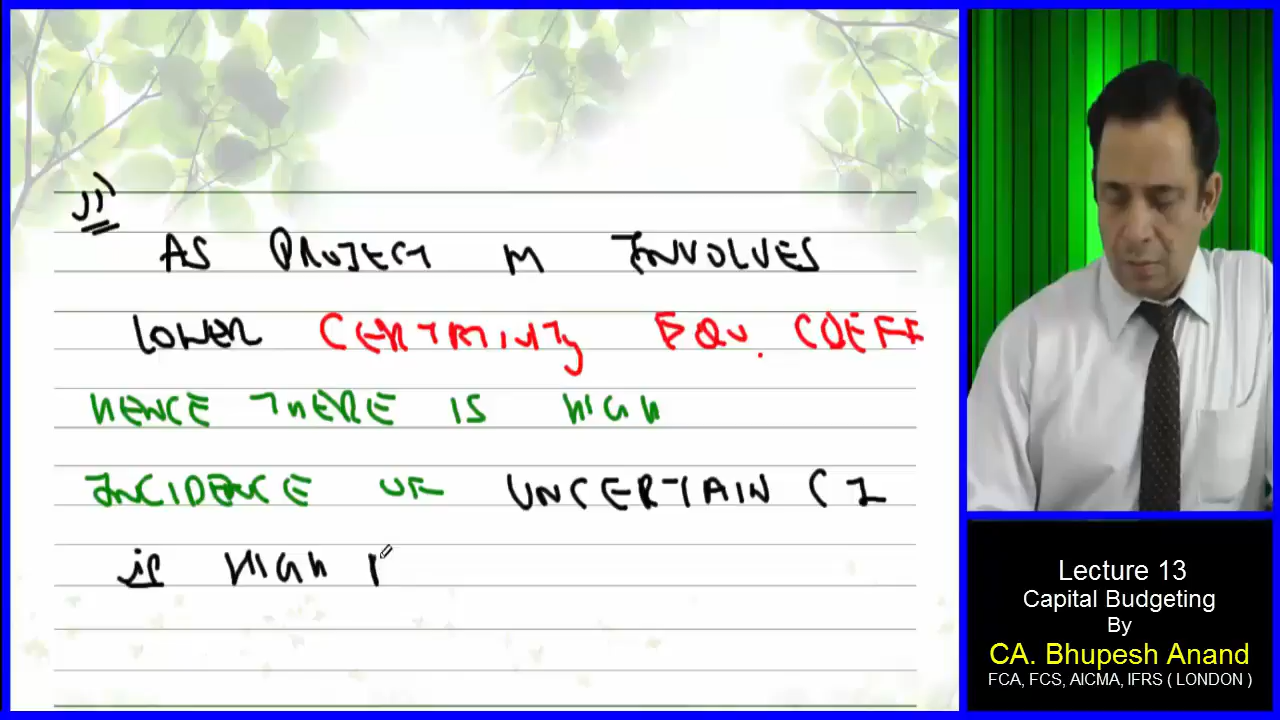 ii)
AS PROJECT M INVOLVES
LOWER CERTAINTY EQU. COEFF
HENCE THERE IS HIGH
INCIDENCE OF UNCERTAIN CI
ie HIGH
Lecture 13
Capital Budgeting
By
CA. Bhupesh Anand
FCA, FCS, AICMA, IFRS ( LONDON )